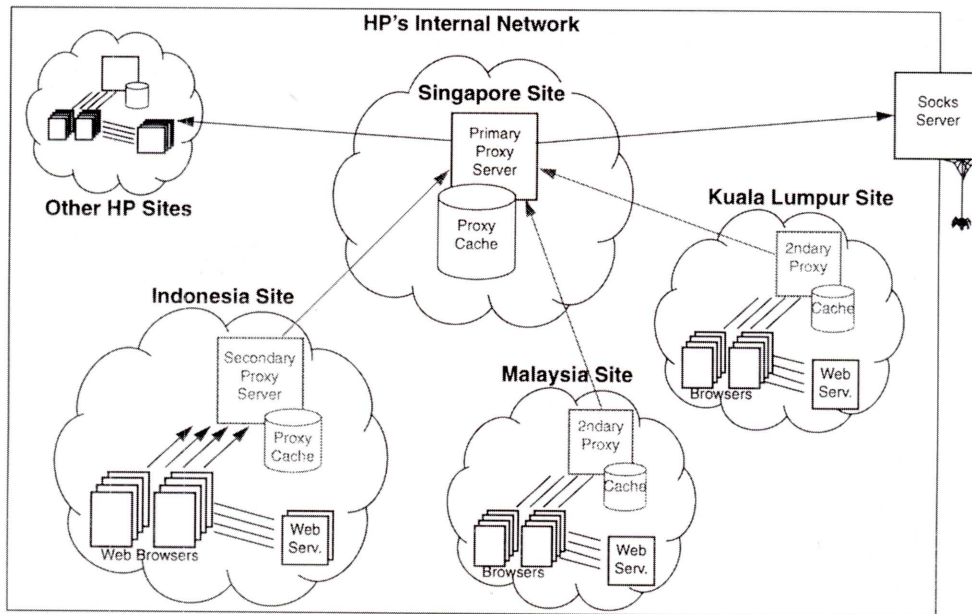 HP's Internal Network
Singapore Site
Primary
Proxy
Server
Proxy
Cache
Socks
Server
Other HP Sites
Kuala Lumpur Site
2ndary
Proxy
Cache
Browsers
Web
Serv.
Indonesia Site
Secondary
Proxy
Server
Proxy
Cache
Web Browsers
Web
Serv.
Malaysia Site
2ndary
Proxy
Cache
Browsers
Web
Serv.